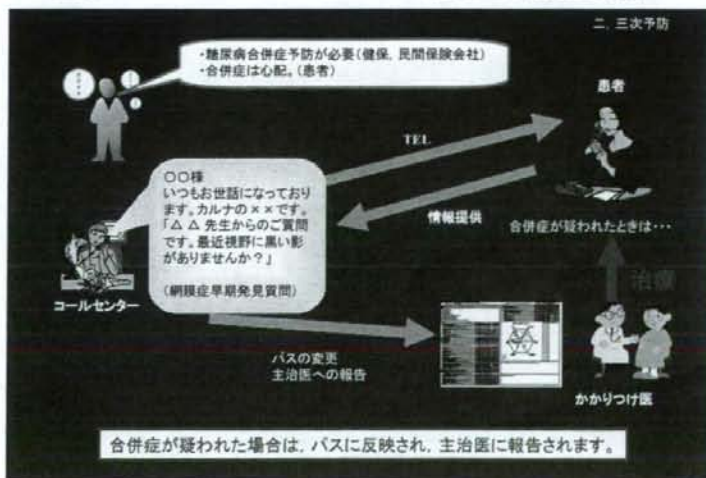 二、三次予防
・糖尿病合併症予防が必要(健保、民間保険会社)
・合併症は心配。(患者)
患者
TEL
〇〇様
いつもお世話になっており
ます。カルナの××です。
「△△先生からのご質問
です。最近視野に黒い影
がありませんか？」
(網膜症早期発見質問)
情報提供
合併症が疑われたときは・・・
コールセンター
治療
パスの変更
主治医への報告
かかりつけ医
合併症が疑われた場合は、パスに反映され、主治医に報告されます。